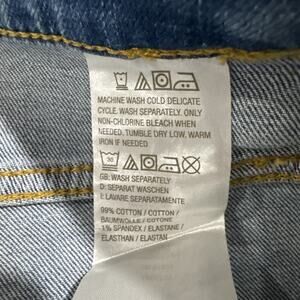 MACHINE WASH COLD DELICATE
CYCLE. WASH SEPARATELY. ONLY
NON-CHLORINE BLEACH WHEN
NEEDED. TUMBLE DRY LOW. WARM
IRON IF NEEDED
30
GB: WASH SEPARATELY
D: SEPARAT WASCHEN
I: LAVARE SEPARATAMENTE
99% COTTON / COTTON /
BAUMWOLLE / COTONE
1% SPANDEX / ELASTANE /
ELASTHAN / ELASTAN